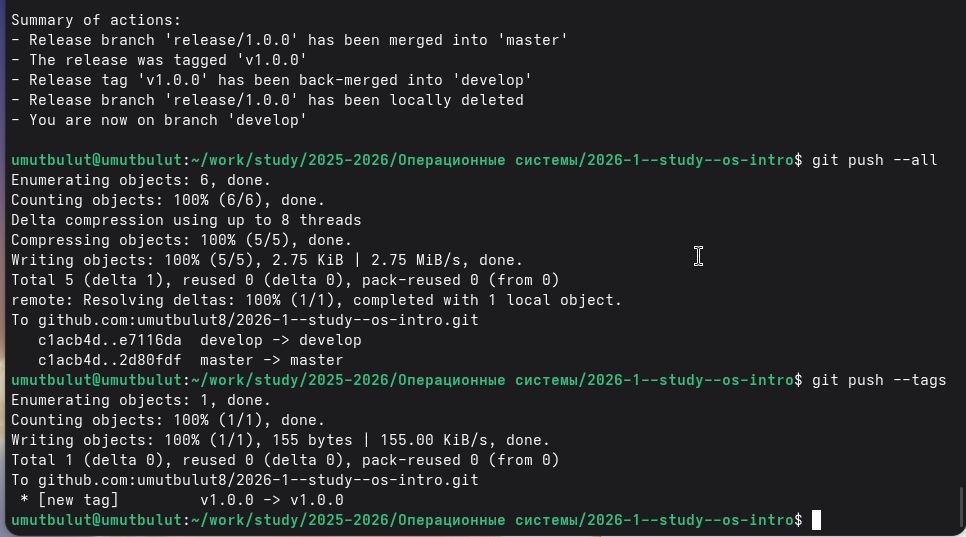 Summary of actions:
- Release branch 'release/1.0.0' has been merged into 'master'
- The release was tagged 'v1.0.0'
- Release tag 'v1.0.0' has been back-merged into 'develop'
- Release branch 'release/1.0.0' has been locally deleted
- You are now on branch 'develop'
umutbulut@umutbulut:~/work/study/2025-2026/Операционные системы/2026-1--study--os-intro$ git push --all
Enumerating objects: 6, done.
Counting objects: 100% (6/6), done.
Delta compression using up to 8 threads
Compressing objects: 100% (5/5), done.
Writing objects: 100% (5/5), 2.75 KiB | 2.75 MiB/s, done.
Total 5 (delta 1), reused 0 (delta 0), pack-reused 0 (from 0)
remote: Resolving deltas: 100% (1/1), completed with 1 local object.
To github.com:umutbulut8/2026-1--study--os-intro.git
   c1acb4d..e7116da  develop -> develop
   c1acb4d..2d80fdf  master -> master
umutbulut@umutbulut:~/work/study/2025-2026/Операционные системы/2026-1--study--os-intro$ git push --tags
Enumerating objects: 1, done.
Counting objects: 100% (1/1), done.
Writing objects: 100% (1/1), 155 bytes | 155.00 KiB/s, done.
Total 1 (delta 0), reused 0 (delta 0), pack-reused 0 (from 0)
To github.com:umutbulut8/2026-1--study--os-intro.git
 * [new tag]         v1.0.0 -> v1.0.0
umutbulut@umutbulut:~/work/study/2025-2026/Операционные системы/2026-1--study--os-intro$